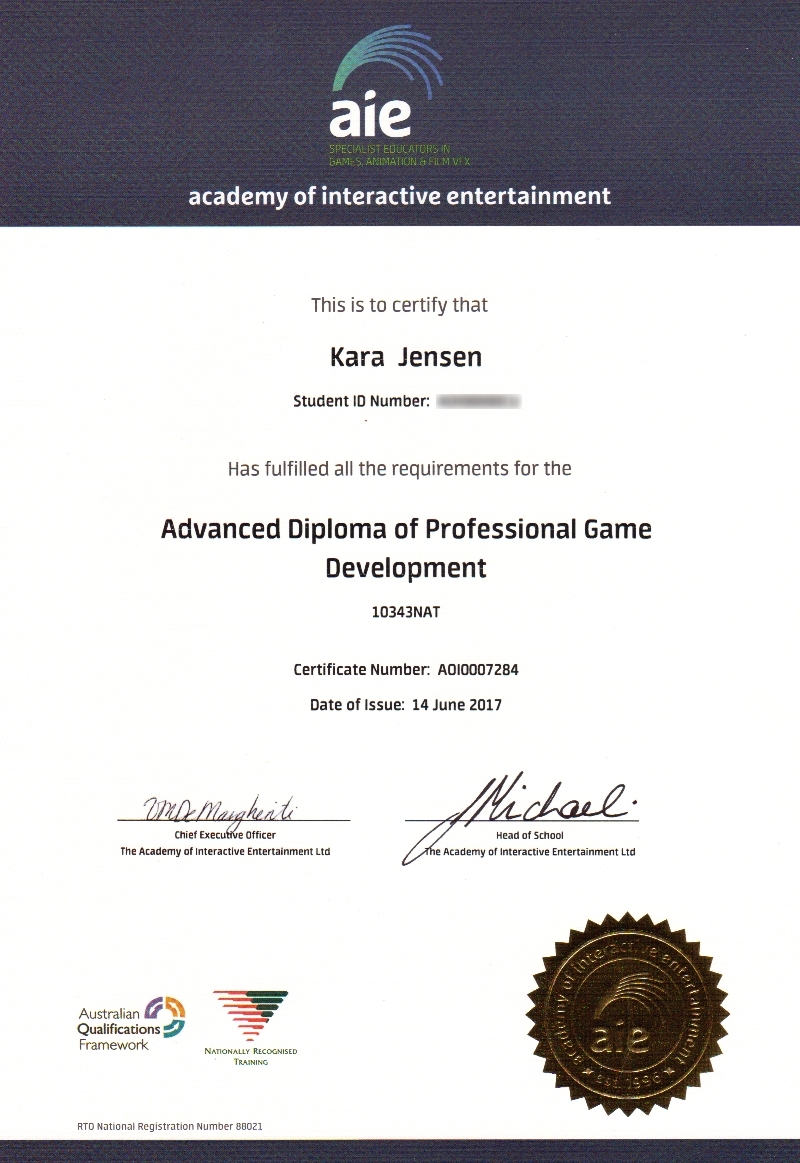 aie
SPECIALIST EDUCATORS IN
GAMES, ANIMATION & FILM VFX
academy of interactive entertainment
This is to certify that
Kara Jensen
Student ID Number:
Has fulfilled all the requirements for the
Advanced Diploma of Professional Game
Development
10343NAT
Certificate Number: AOI0007284
Date of Issue: 14 June 2017
VMDe Margheriti
Michael
Chief Executive Officer
Head of School
The Academy of Interactive Entertainment Ltd
The Academy of Interactive Entertainment Ltd
academy of interactive entertainment
aie
est. 1996
Australian
Qualifications
Framework
NATIONALLY RECOGNISED
TRAINING
RTO National Registration Number 88021